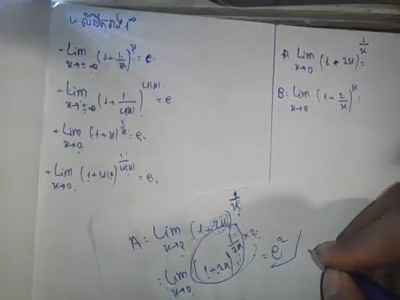 - Lim x→±∞ (1+1/x)^x = e
- Lim x→±∞ (1+1/u(x))^u(x) = e
+ Lim x→0 (1+x)^1/x = e.
+ Lim x→0 (1+u(x))^1/u(x) = e.
A: Lim x→0 (1+2x)^1/x =
B: Lim x→0 (1+2/x)^x =
A = Lim x→0 (1+2x)^1/x
= Lim x→0 (1+2x)^1/2x ×2 = e²